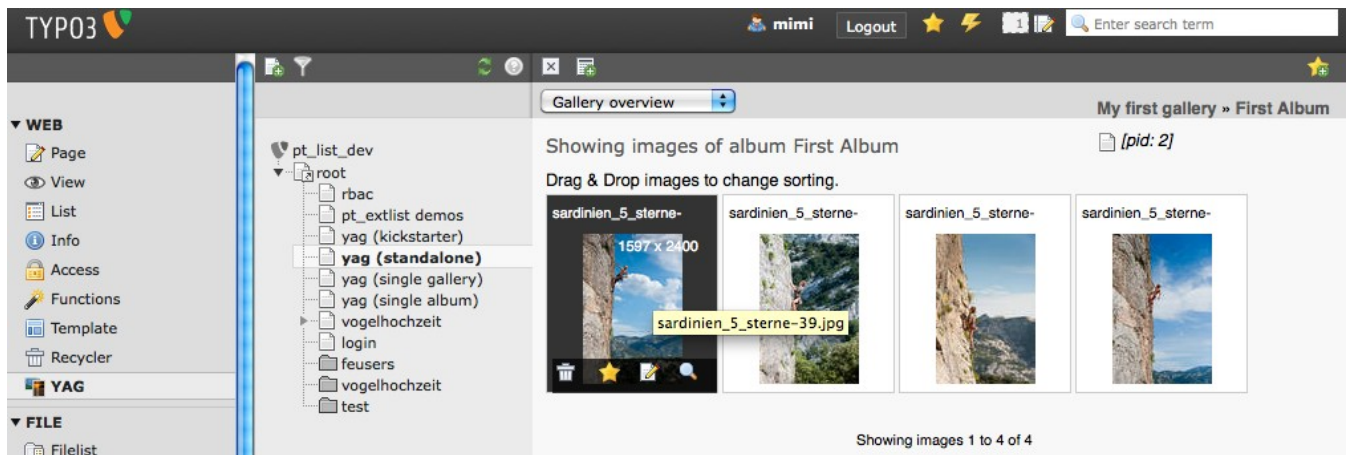 TYPO3
mimi
Logout
1
Enter search term
Gallery overview
My first gallery » First Album
[pid: 2]
WEB
Page
View
List
Info
Access
Functions
Template
Recycler
YAG
FILE
Filelist
pt_list_dev
root
rbac
pt_extlist demos
yag (kickstarter)
yag (standalone)
yag (single gallery)
yag (single album)
vogelhochzeit
login
feusers
vogelhochzeit
test
Showing images of album First Album
Drag & Drop images to change sorting.
sardinien_5_sterne-
sardinien_5_sterne-
sardinien_5_sterne-
sardinien_5_sterne-
1597 x 2400
sardinien_5_sterne-39.jpg
Showing images 1 to 4 of 4